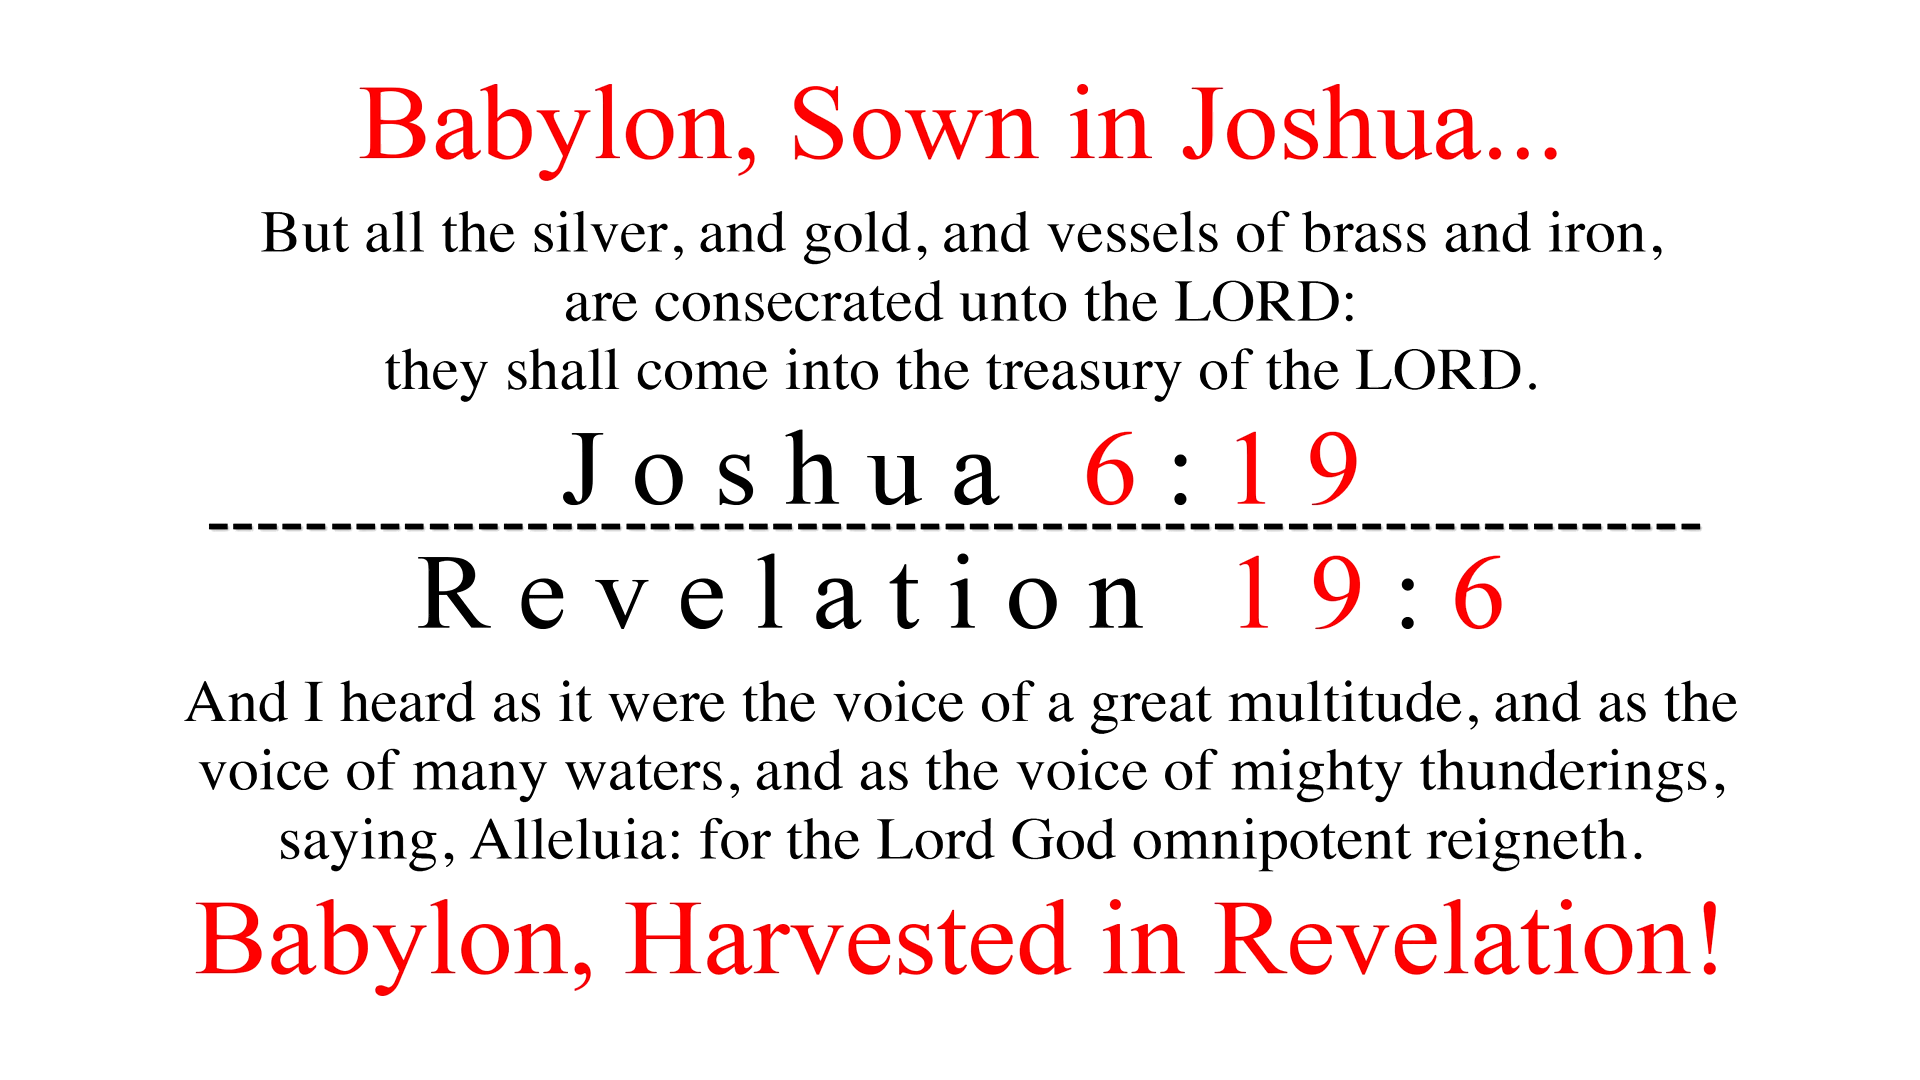 Babylon, Sown in Joshua...
But all the silver, and gold, and vessels of brass and iron,
are consecrated unto the LORD:
they shall come into the treasury of the LORD.
Joshua 6:19
Revelation 19:6
And I heard as it were the voice of a great multitude, and as the
voice of many waters, and as the voice of mighty thunderings,
saying, Alleluia: for the Lord God omnipotent reigneth.
Babylon, Harvested in Revelation!